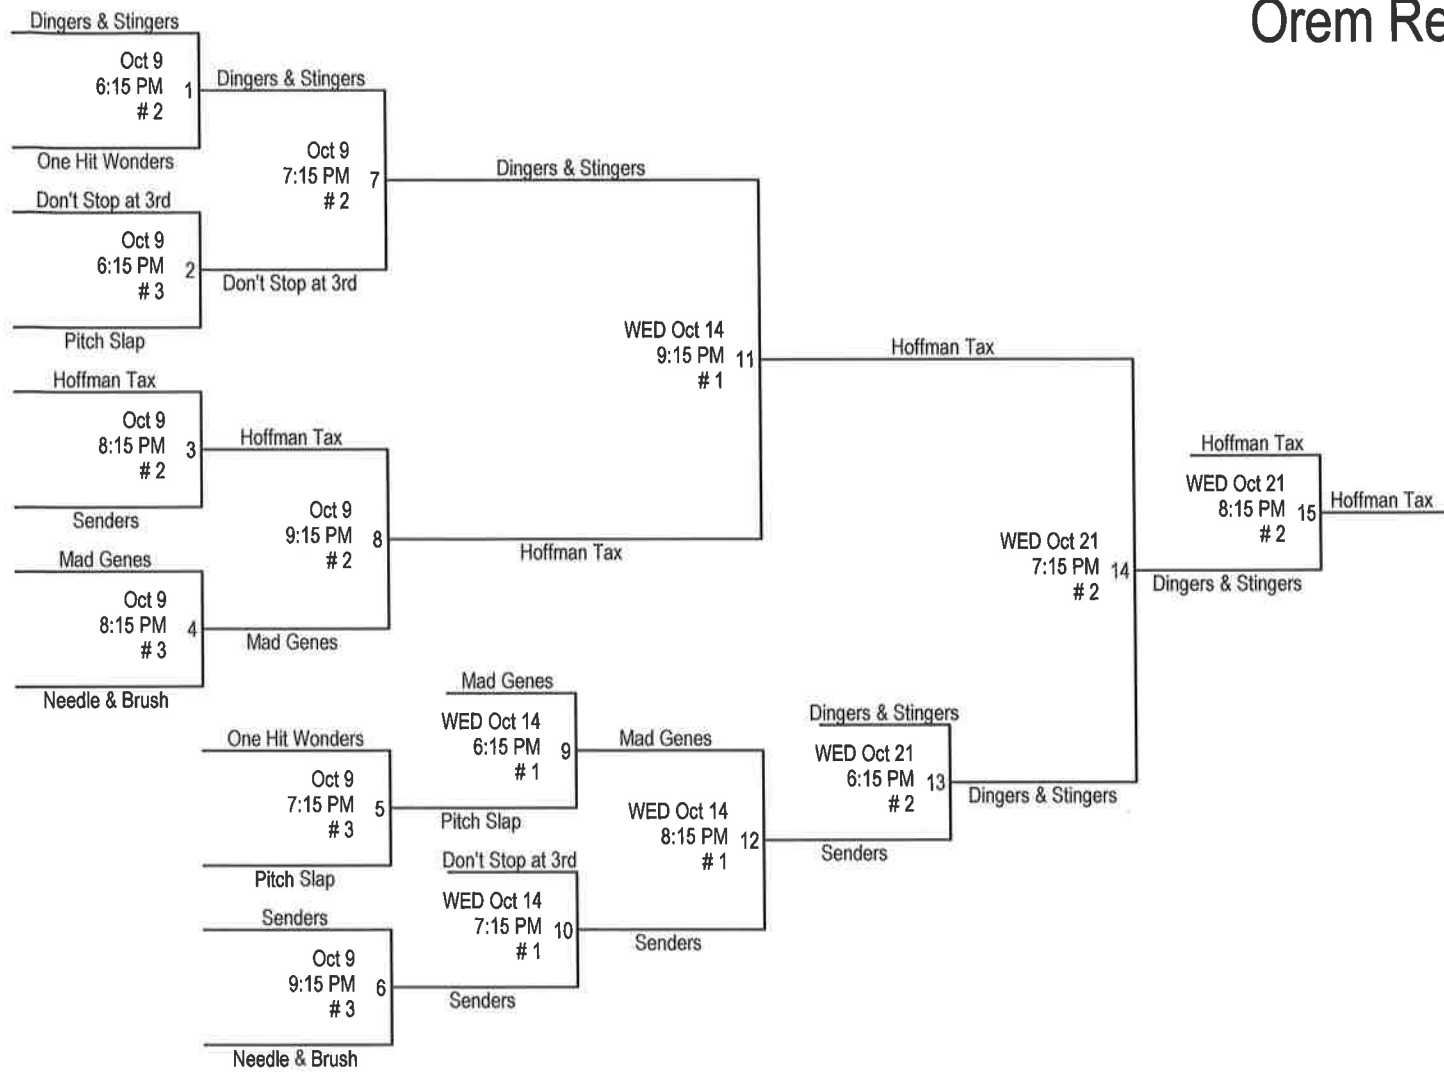 Orem Re
Dingers & Stingers
Oct 9
6:15 PM 1
# 2
One Hit Wonders
Dingers & Stingers
Don't Stop at 3rd
Oct 9
6:15 PM 2
# 3
Pitch Slap
Oct 9
7:15 PM 7
# 2
Don't Stop at 3rd
Dingers & Stingers
Hoffman Tax
Oct 9
8:15 PM 3
# 2
Senders
Hoffman Tax
Mad Genes
Oct 9
8:15 PM 4
# 3
Needle & Brush
Oct 9
9:15 PM 8
# 2
Mad Genes
Hoffman Tax
WED Oct 14
9:15 PM 11
# 1
Hoffman Tax
One Hit Wonders
Oct 9
7:15 PM 5
# 3
Pitch Slap
Mad Genes
WED Oct 14
6:15 PM 9
# 1
Pitch Slap
Mad Genes
Senders
Oct 9
9:15 PM 6
# 3
Needle & Brush
Don't Stop at 3rd
WED Oct 14
7:15 PM 10
# 1
Senders
WED Oct 14
8:15 PM 12
# 1
Senders
Dingers & Stingers
WED Oct 21
6:15 PM 13
# 2
Senders
Dingers & Stingers
WED Oct 21
7:15 PM 14
# 2
Hoffman Tax
WED Oct 21
8:15 PM 15
# 2
Dingers & Stingers
Hoffman Tax